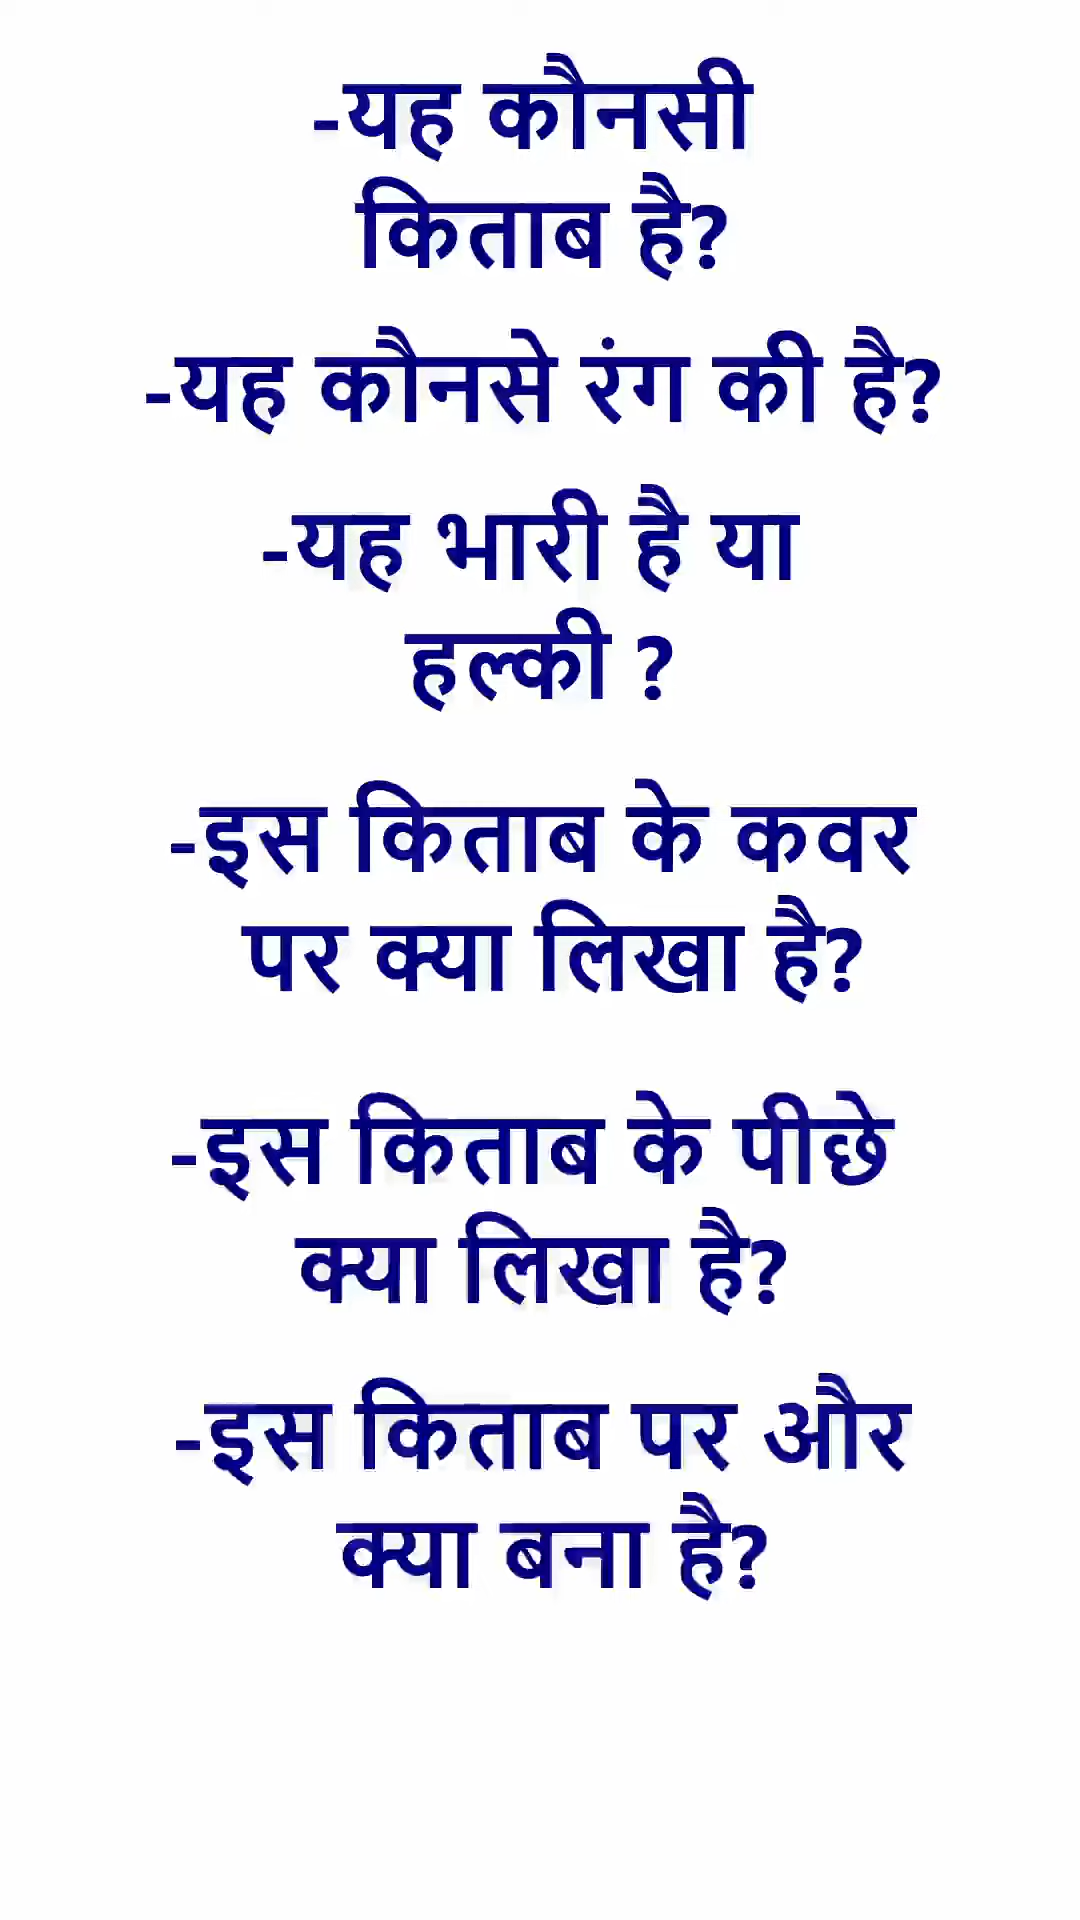 -यह कौनसी
किताब है?
-यह कौनसे रंग की है?
-यह भारी है या
हल्की ?
-इस किताब के कवर
पर क्या लिखा है?
-इस किताब के पीछे
क्या लिखा है?
-इस किताब पर और
क्या बना है?